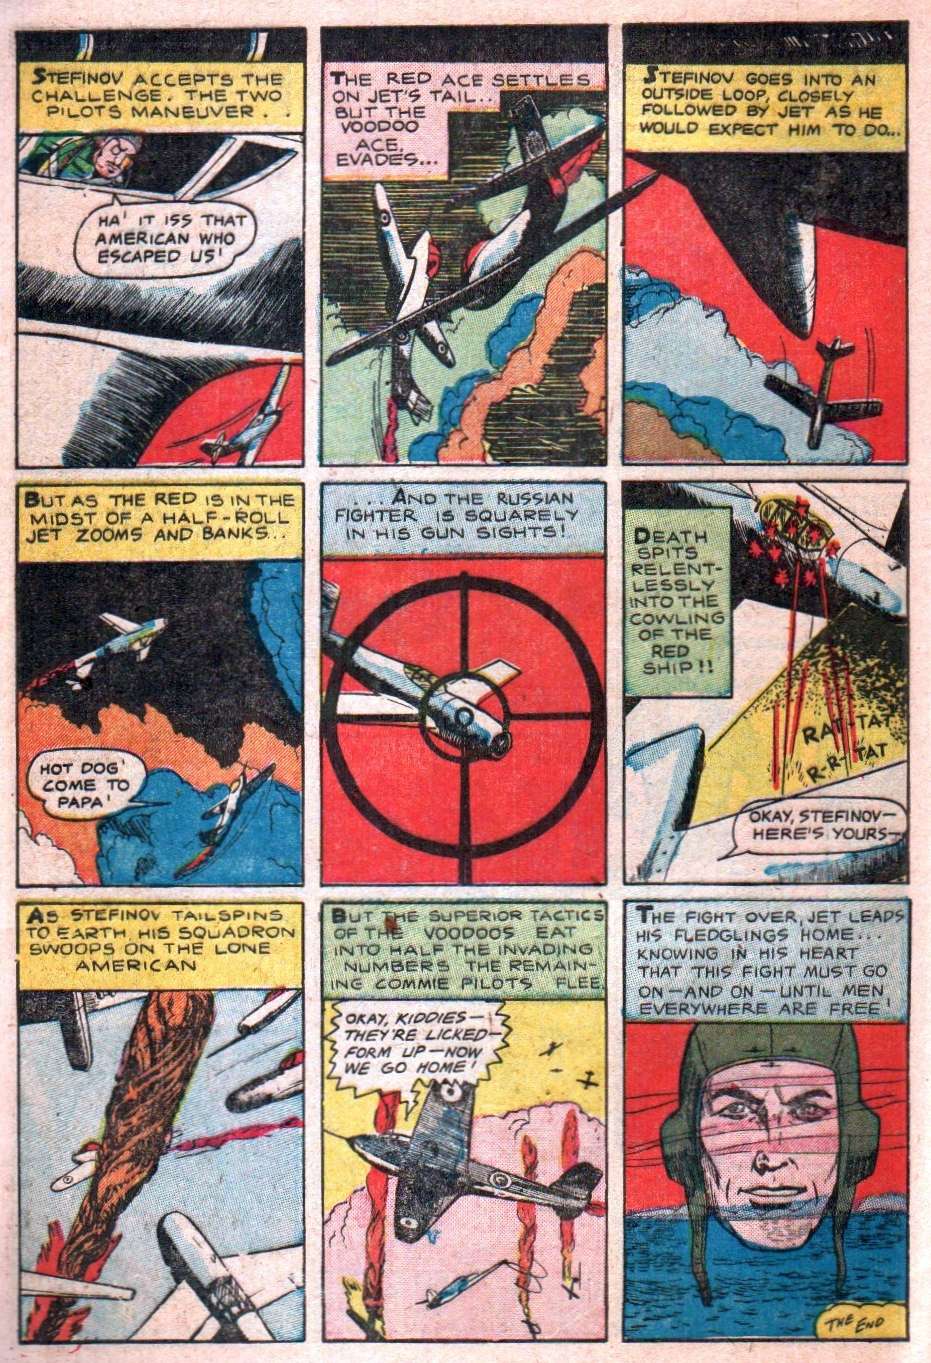 STEFINOV ACCEPTS THE
CHALLENGE. THE TWO
PILOTS MANEUVER . .
HA! IT ISS THAT
AMERICAN WHO
ESCAPED US!
THE RED ACE SETTLES
ON JET'S TAIL...
BUT THE
VOODOO
ACE
EVADES...
STEFINOV GOES INTO AN
OUTSIDE LOOP, CLOSELY
FOLLOWED BY JET AS HE
WOULD EXPECT HIM TO DO...
BUT AS THE RED IS IN THE
MIDST OF A HALF-ROLL
JET ZOOMS AND BANKS...
HOT DOG!
COME TO
PAPA!
....AND THE RUSSIAN
FIGHTER IS SQUARELY
IN HIS GUN SIGHTS!
DEATH
SPITS
RELENT-
LESSLY
INTO THE
COWLING
OF THE
RED
SHIP!!
RAT-TAT
R-R-TAT
OKAY, STEFINOV—
HERE'S YOURS—
AS STEFINOV TAILSPINS
TO EARTH, HIS SQUADRON
SWOOPS ON THE LONE
AMERICAN
BUT THE SUPERIOR TACTICS
OF THE VOODOOS EAT
INTO HALF THE INVADING
NUMBERS THE REMAIN-
ING COMMIE PILOTS FLEE
OKAY, KIDDIES—
THEY'RE LICKED—
FORM UP—NOW
WE GO HOME!
THE FIGHT OVER, JET LEADS
HIS FLEDGLINGS HOME...
KNOWING IN HIS HEART
THAT THIS FIGHT MUST GO
ON—AND ON—UNTIL MEN
EVERYWHERE ARE FREE!
THE END